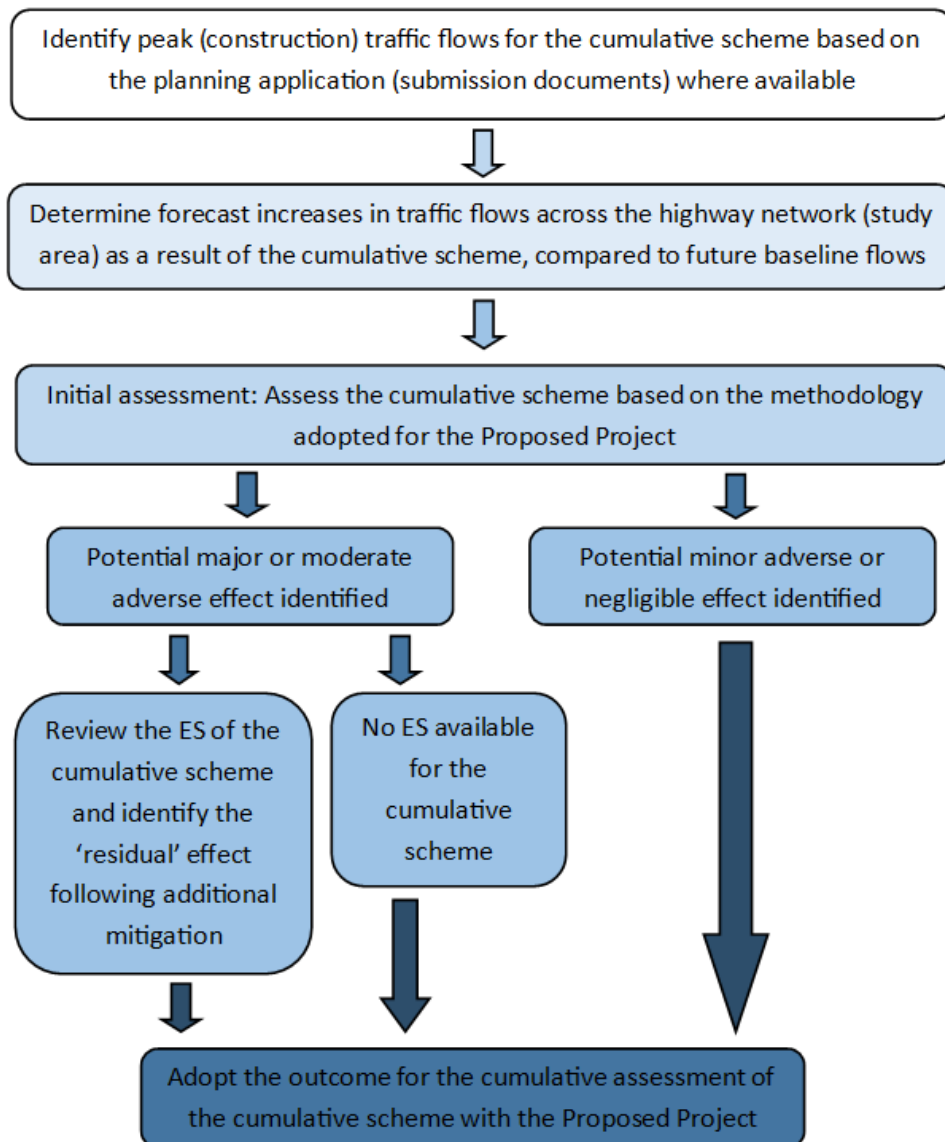 Identify peak (construction) traffic flows for the cumulative scheme based on
the planning application (submission documents) where available
Determine forecast increases in traffic flows across the highway network (study
area) as a result of the cumulative scheme, compared to future baseline flows
Initial assessment: Assess the cumulative scheme based on the methodology
adopted for the Proposed Project
Potential major or moderate
adverse effect identified
Potential minor adverse or
negligible effect identified
Review the ES of the
cumulative scheme
and identify the
‘residual’ effect
following additional
mitigation
No ES available
for the
cumulative
scheme
Adopt the outcome for the cumulative assessment of
the cumulative scheme with the Proposed Project